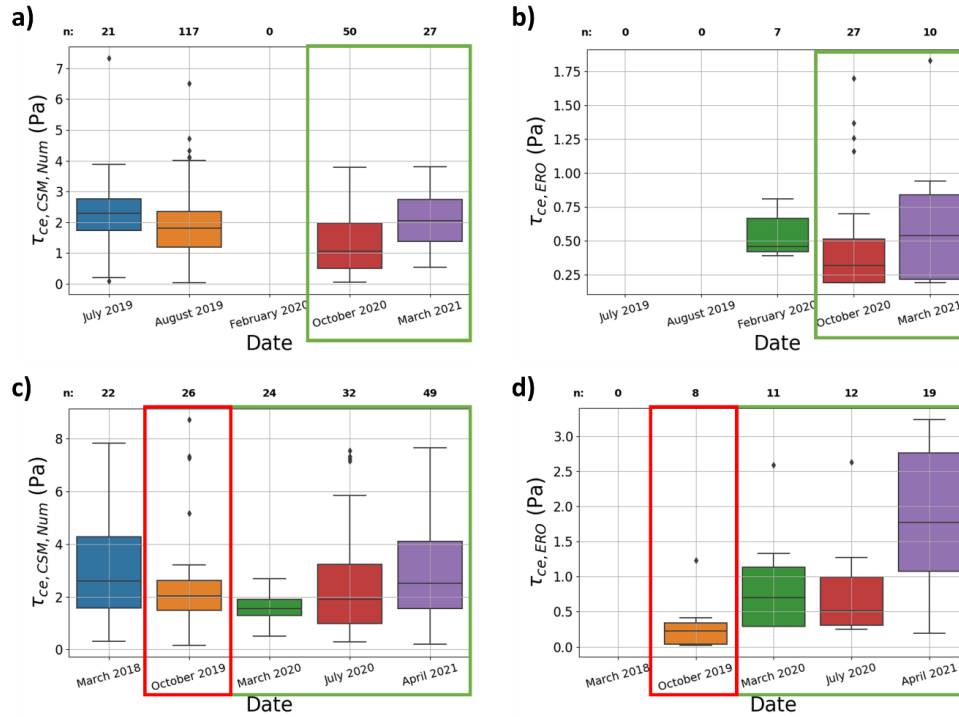 a)
n: 21 117 0 50 27
τce,CSM,Num (Pa)
7
6
5
4
3
2
1
0
July 2019 August 2019 February 2020 October 2020 March 2021
Date
b)
n: 0 0 7 27 10
τce,ERO (Pa)
1.75
1.50
1.25
1.00
0.75
0.50
0.25
July 2019 August 2019 February 2020 October 2020 March 2021
Date
c)
n: 22 26 24 32 49
τce,CSM,Num (Pa)
8
6
4
2
0
March 2018 October 2019 March 2020 July 2020 April 2021
Date
d)
n: 0 8 11 12 19
τce,ERO (Pa)
3.0
2.5
2.0
1.5
1.0
0.5
0.0
March 2018 October 2019 March 2020 July 2020 April 2021
Date